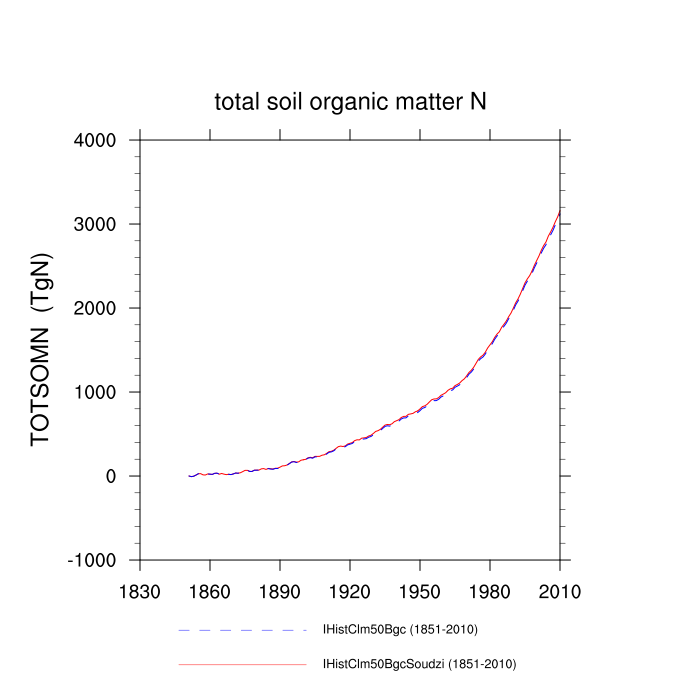 total soil organic matter N
TOTSOMN (TgN)
4000
3000
2000
1000
0
-1000
1830 1860 1890 1920 1950 1980 2010
IHistClm50Bgc (1851-2010)
IHistClm50BgcSoudzi (1851-2010)